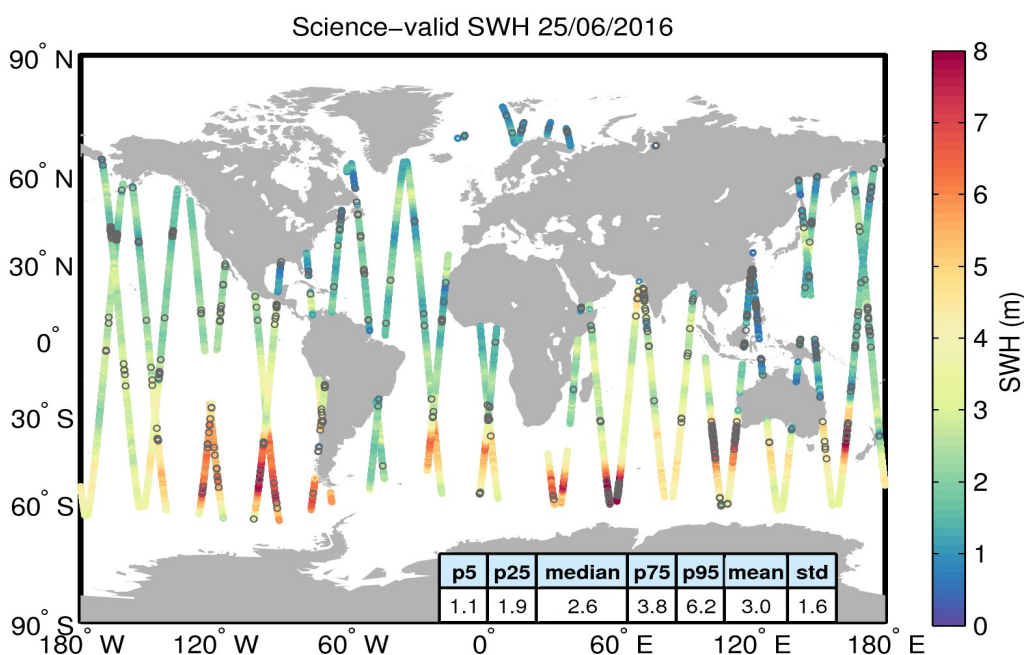 Science−valid SWH 25/06/2016
90° N
60° N
30° N
0°
30° S
60° S
90° S
180° W
120° W
60° W
0°
60° E
120° E
180° E
p5 p25 median p75 p95 mean std
1.1 1.9 2.6 3.8 6.2 3.0 1.6
8
7
6
5
4
3
2
1
0
SWH (m)